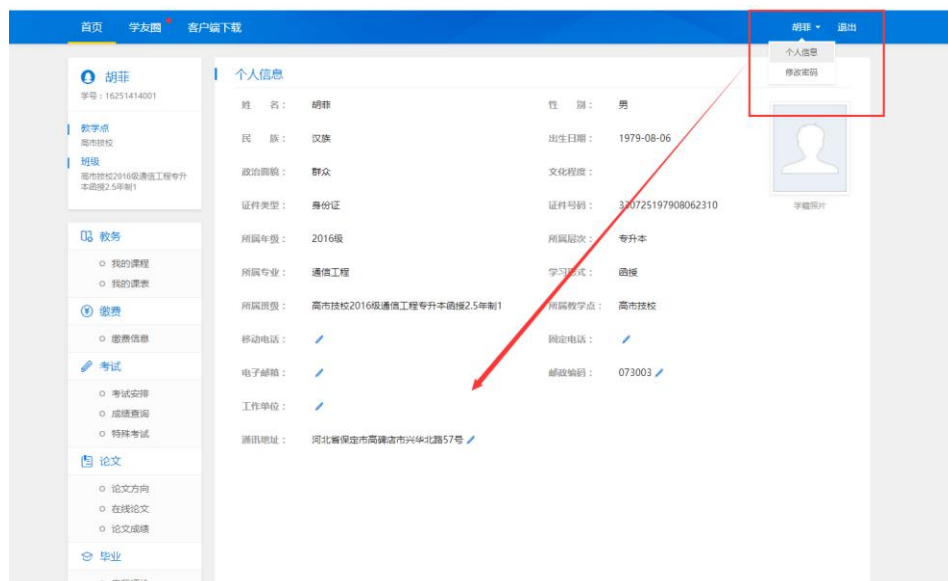 首页 学友圈 客户端下载 胡菲 退出
个人信息
修改密码
胡菲
学号：16251414001
教学点
高市技校
班级
高市技校2016级通信工程专升
本函授2.5年制1
教务
我的课程
我的课表
缴费
缴费信息
考试
考试安排
成绩查询
特殊考试
论文
论文方向
在线论文
论文成绩
毕业
个人信息
姓 名： 胡菲 性 别： 男
民 族： 汉族 出生日期： 1979-08-06
政治面貌： 群众 文化程度：
证件类型： 身份证 证件号码： 330725197908062310
所属年级： 2016级 所属层次： 专升本
所属专业： 通信工程 学习形式： 函授
所属班级： 高市技校2016级通信工程专升本函授2.5年制1 所属教学点： 高市技校
移动电话： 固定电话：
电子邮箱： 邮政编码： 073003
工作单位：
通讯地址： 河北省保定市高碑店市兴华北路57号
学籍照片